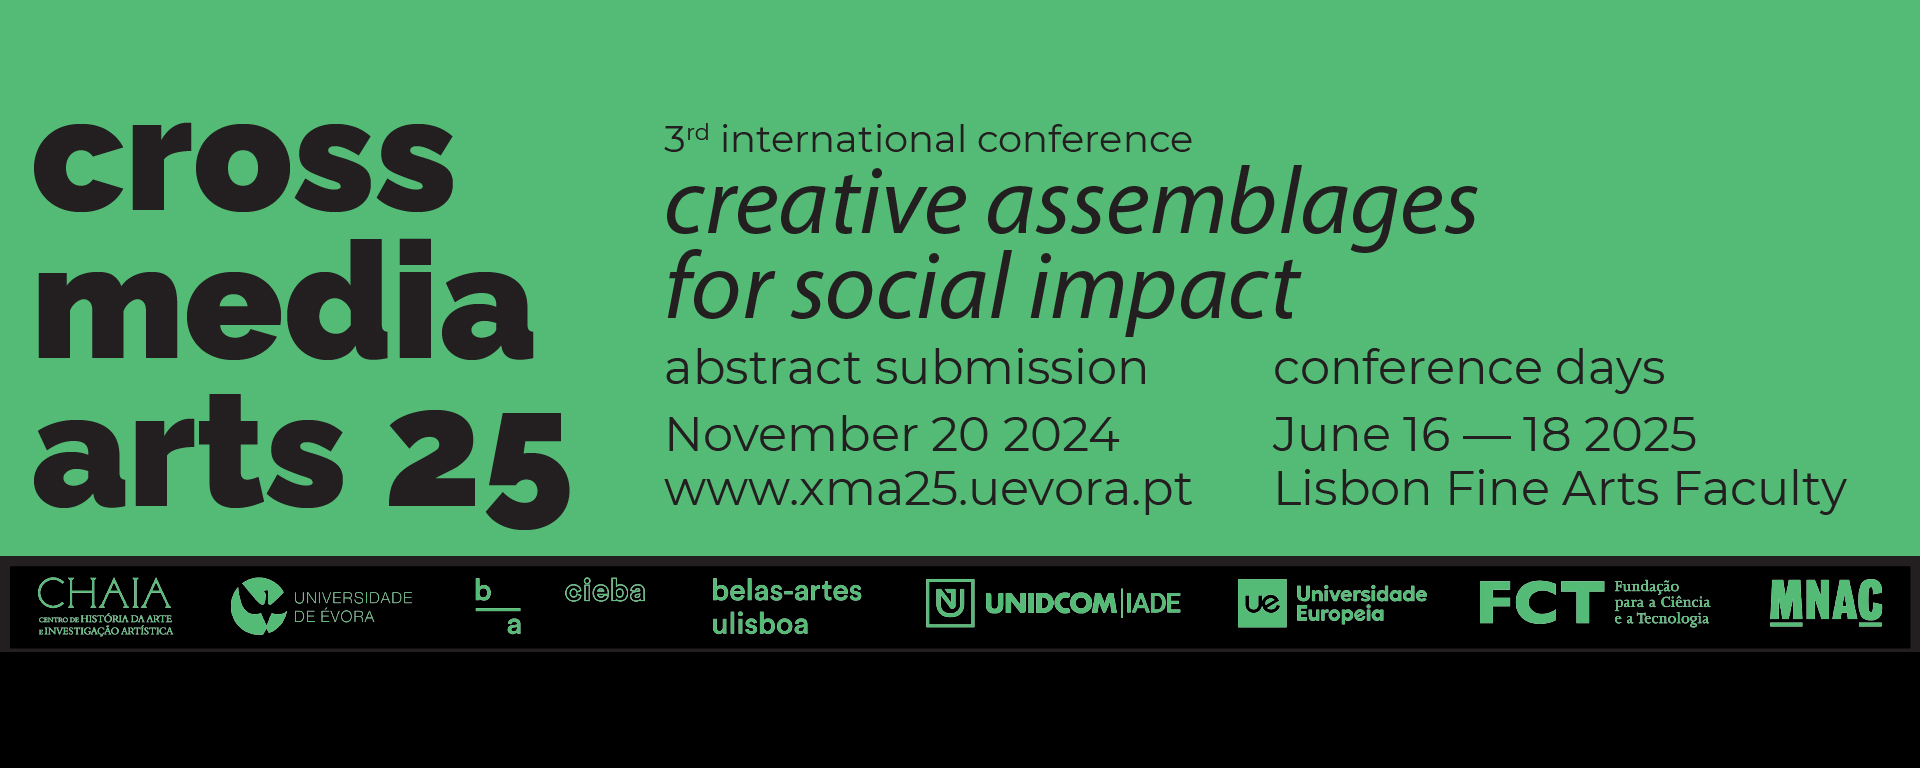 cross
media
arts 25
3rd international conference
creative assemblages
for social impact
abstract submission
November 20 2024
www.xma25.uevora.pt
conference days
June 16 — 18 2025
Lisbon Fine Arts Faculty
CHAIA
CENTRO DE HISTÓRIA DA ARTE
E INVESTIGAÇÃO ARTÍSTICA
UNIVERSIDADE
DE ÉVORA
b
a
cieba
belas-artes
ulisboa
UNIDCOM|IADE
ue
Universidade
Europeia
FCT
Fundação
para a Ciência
e a Tecnologia
MNAC